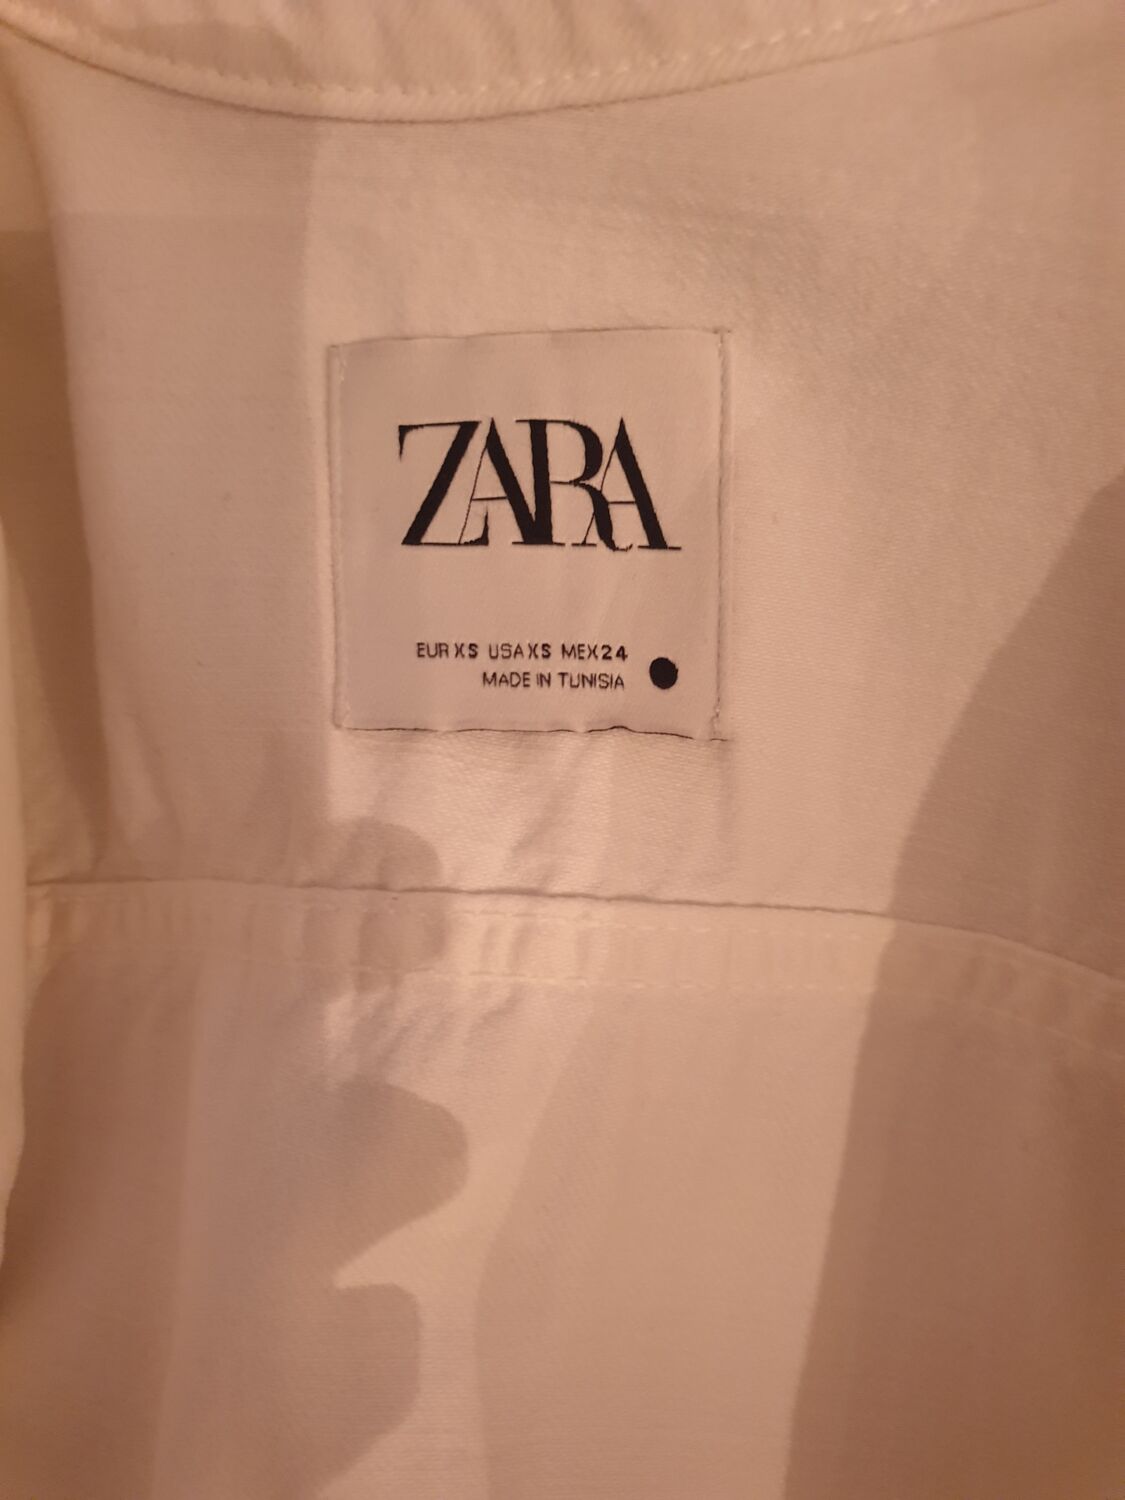 ZARA
EUR XS USA XS MEX 24
MADE IN TUNISIA